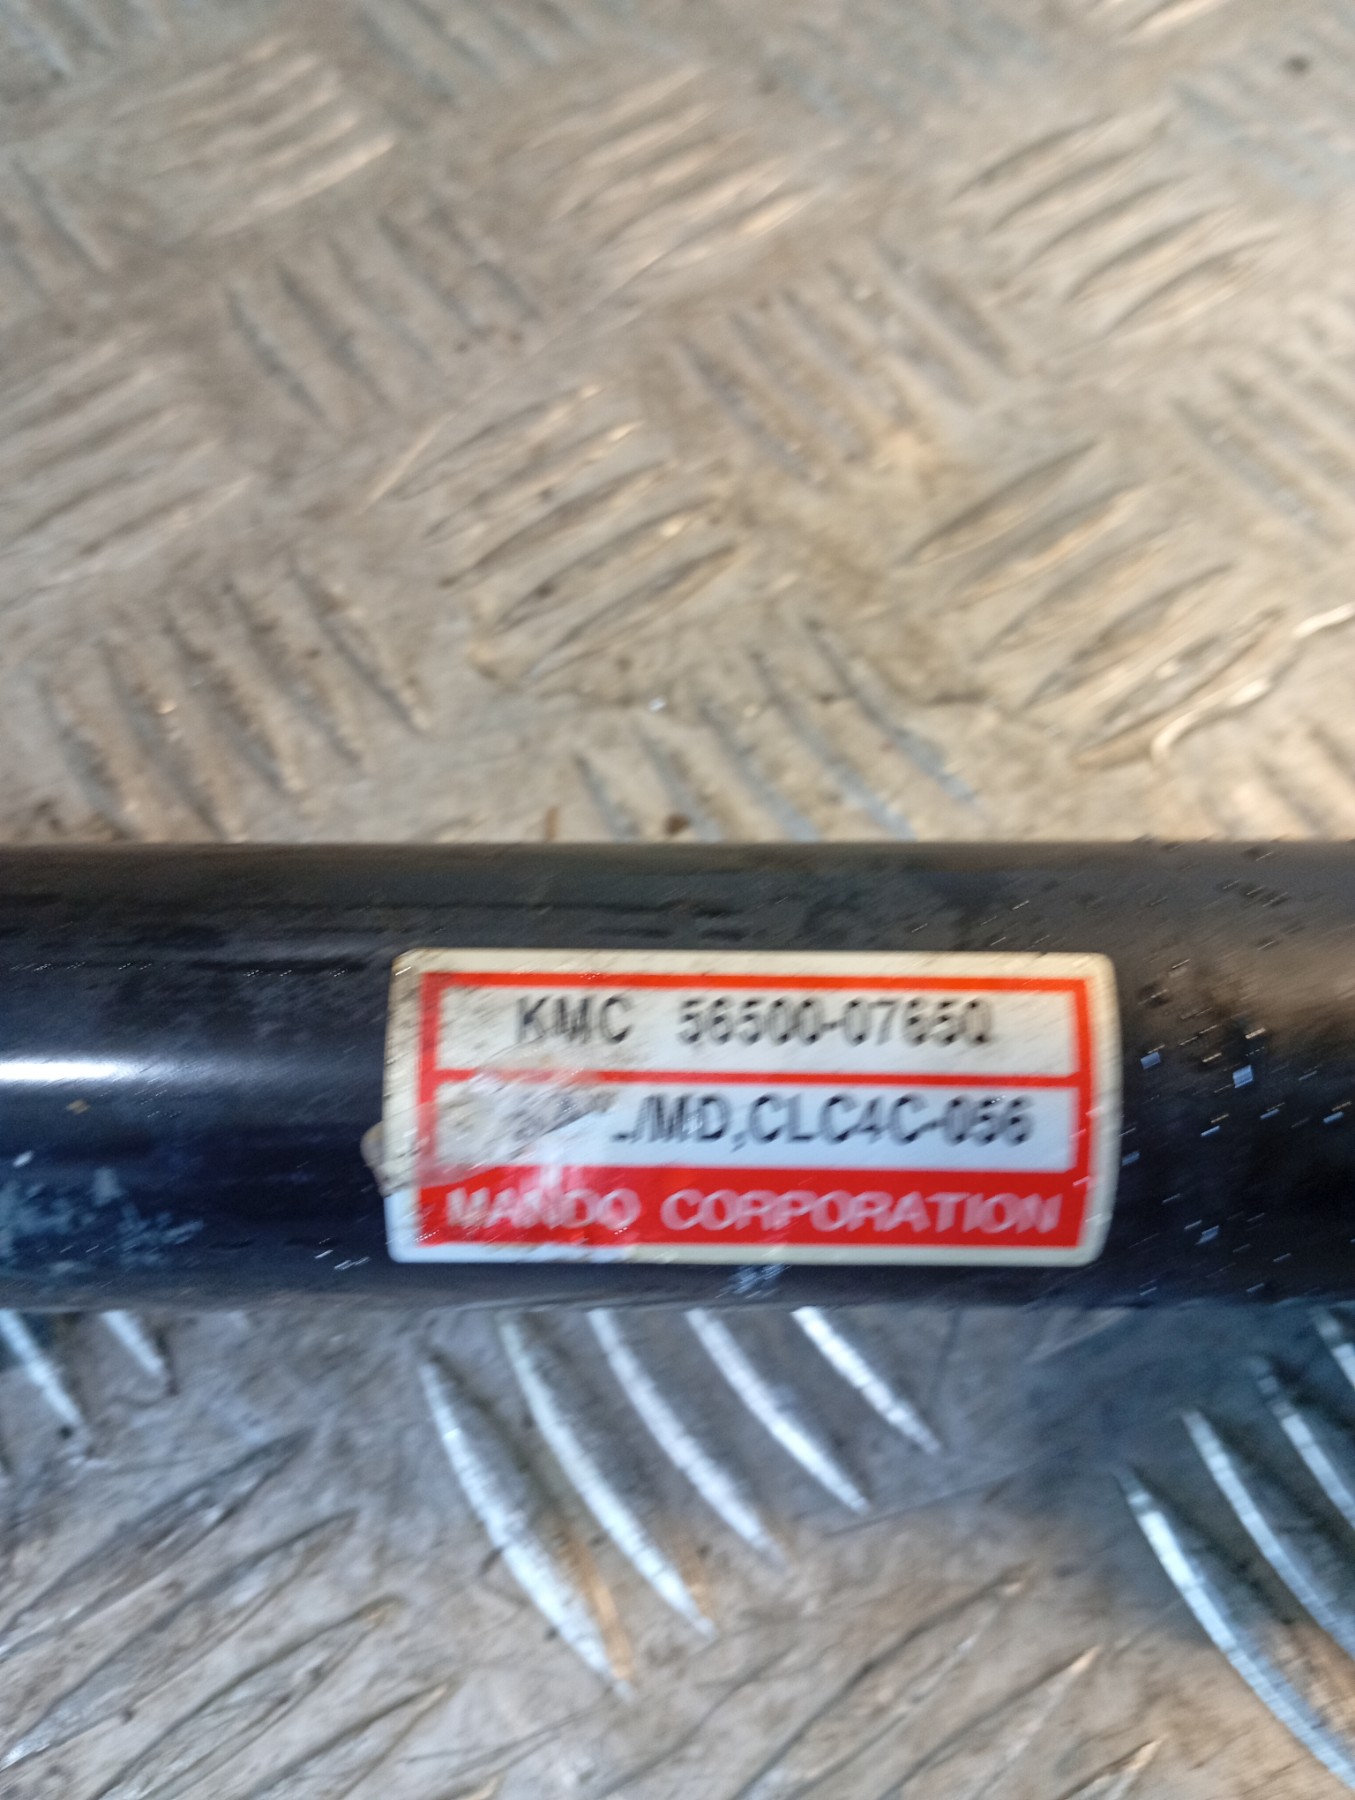 KMC 56500-07650
/MD,CLC4C-056
MANDO CORPORATION